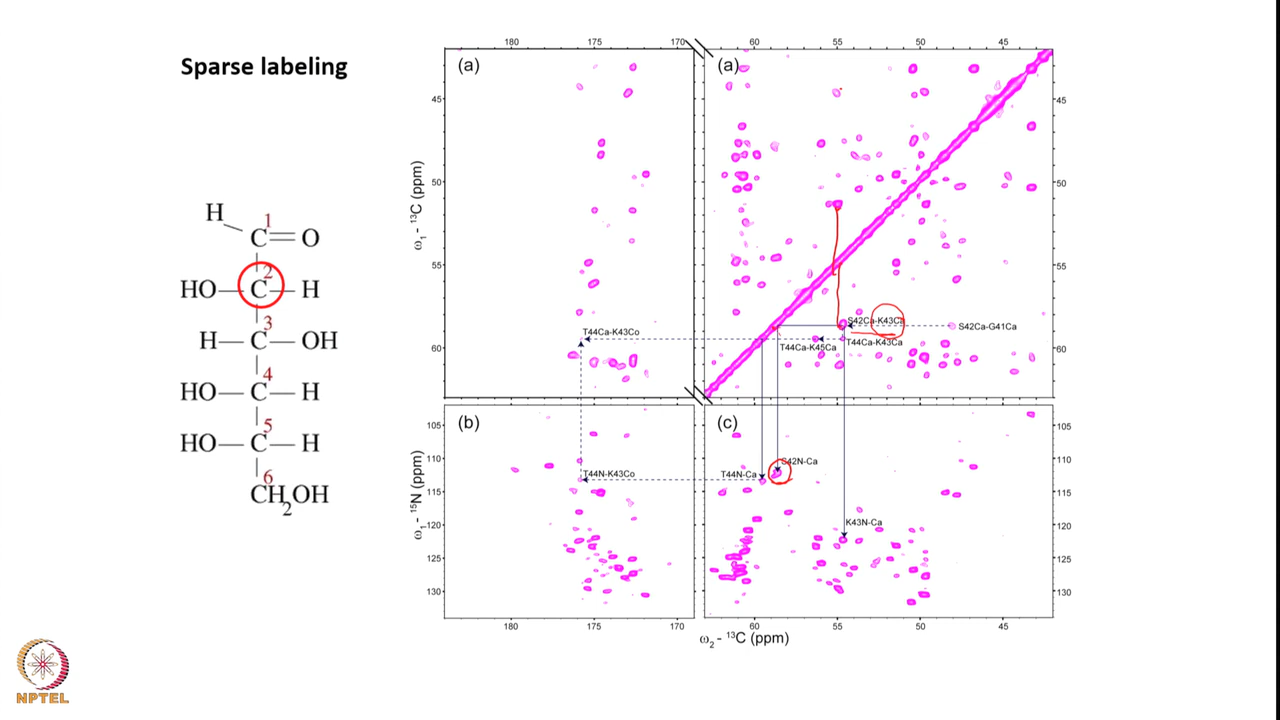 Sparse labeling
H
1
C=O
2
HO—C—H
3
H—C—OH
4
HO—C—H
5
HO—C—H
6
CH2OH
180 175 170 60 55 50 45
(a) (a)
45 45
50 50
55 55
60 60
ω1 - 13C (ppm)
S42Ca-K43Ca S42Ca-G41Ca
T44Ca-K43Co
T44Ca-K45Ca T44Ca-K43Ca
(b) (c)
105 105
110 110
115 115
120 120
125 125
130 130
ω1 - 15N (ppm)
S42N-Ca
T44N-K43Co T44N-Ca
K43N-Ca
180 175 170 60 55 50 45
ω2 - 13C (ppm)
NPTEL